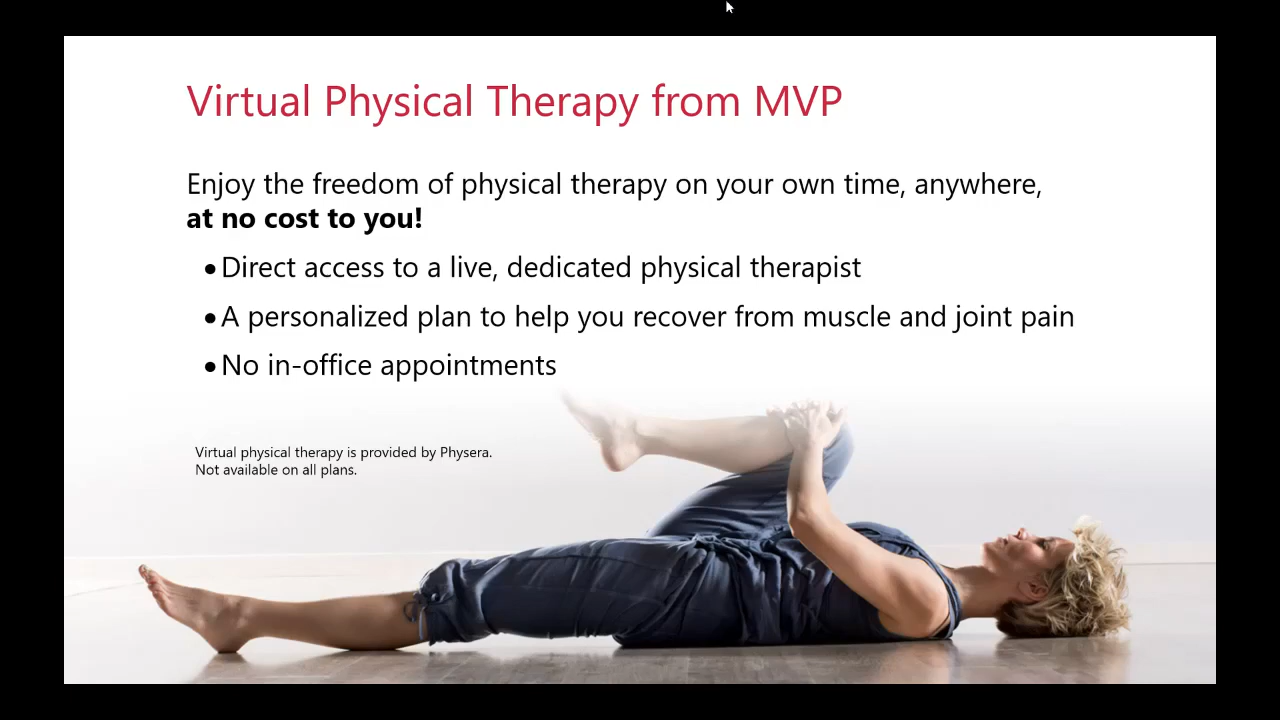 Virtual Physical Therapy from MVP
Enjoy the freedom of physical therapy on your own time, anywhere,
at no cost to you!
• Direct access to a live, dedicated physical therapist
• A personalized plan to help you recover from muscle and joint pain
• No in-office appointments
Virtual physical therapy is provided by Physera.
Not available on all plans.